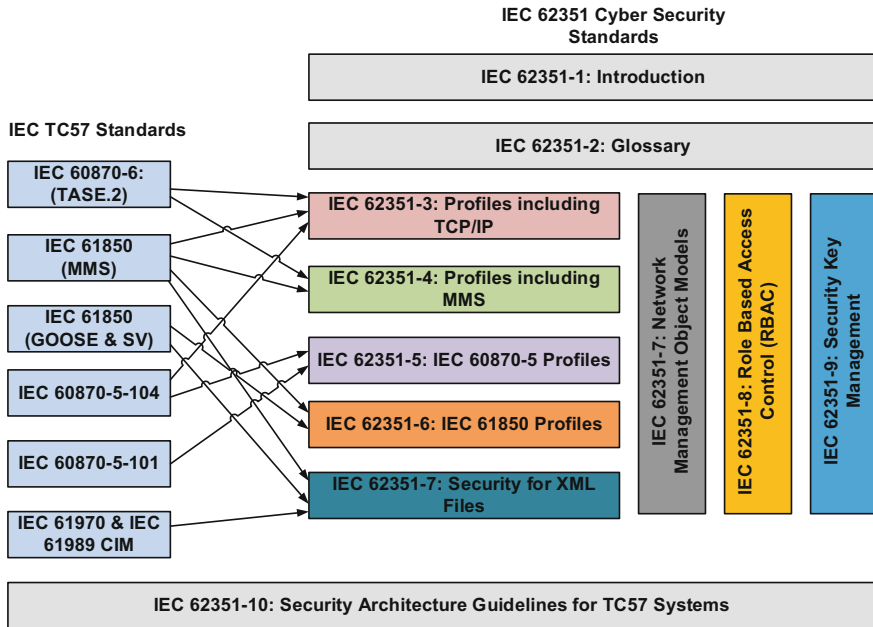 IEC 62351 Cyber Security
Standards
IEC 62351-1: Introduction
IEC TC57 Standards
IEC 62351-2: Glossary
IEC 60870-6:
(TASE.2)
IEC 61850
(MMS)
IEC 61850
(GOOSE & SV)
IEC 60870-5-104
IEC 60870-5-101
IEC 61970 & IEC
61989 CIM
IEC 62351-3: Profiles including
TCP/IP
IEC 62351-4: Profiles including
MMS
IEC 62351-5: IEC 60870-5 Profiles
IEC 62351-6: IEC 61850 Profiles
IEC 62351-7: Security for XML
Files
IEC 62351-7: Network
Management Object Models
IEC 62351-8: Role Based Access
Control (RBAC)
IEC 62351-9: Security Key
Management
IEC 62351-10: Security Architecture Guidelines for TC57 Systems